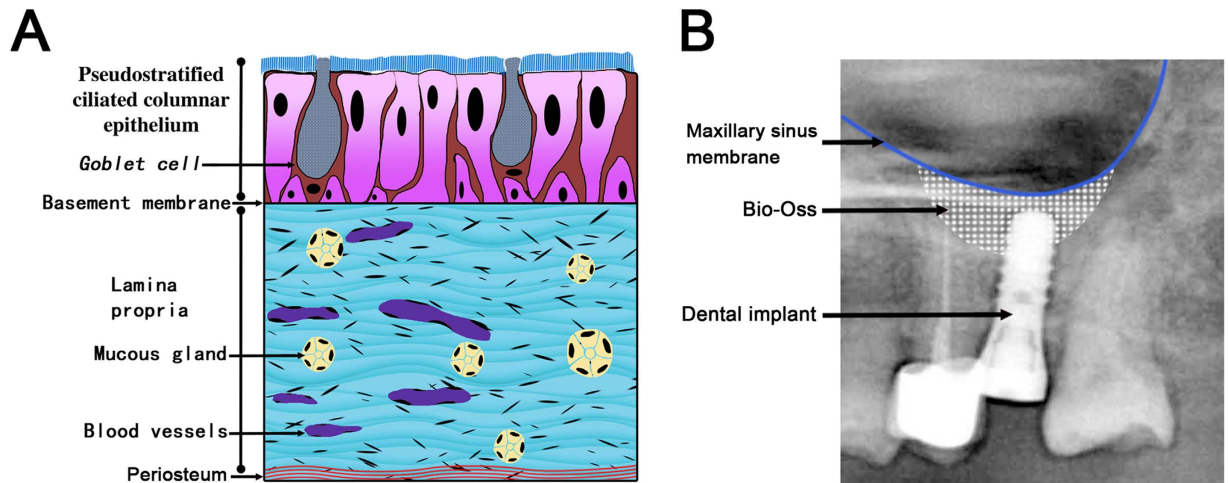 A
Pseudostratified
ciliated columnar
epithelium
Goblet cell
Basement membrane
Lamina
propria
Mucous gland
Blood vessels
Periosteum
B
Maxillary sinus
membrane
Bio-Oss
Dental implant